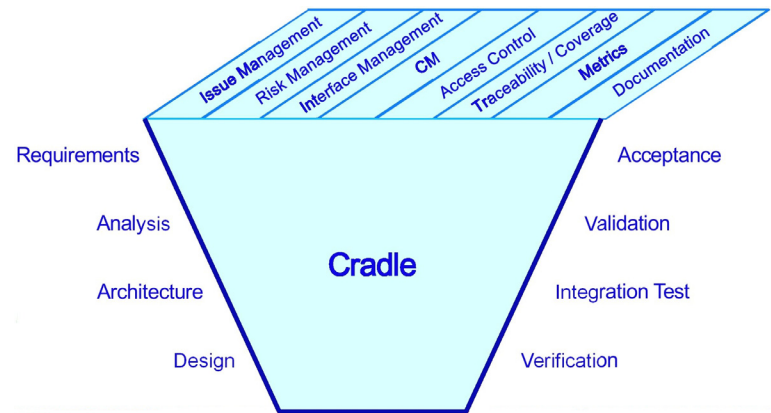 Issue Management
Risk Management
Interface Management
CM
Access Control
Traceability / Coverage
Metrics
Documentation
Requirements
Acceptance
Analysis
Validation
Cradle
Architecture
Integration Test
Design
Verification